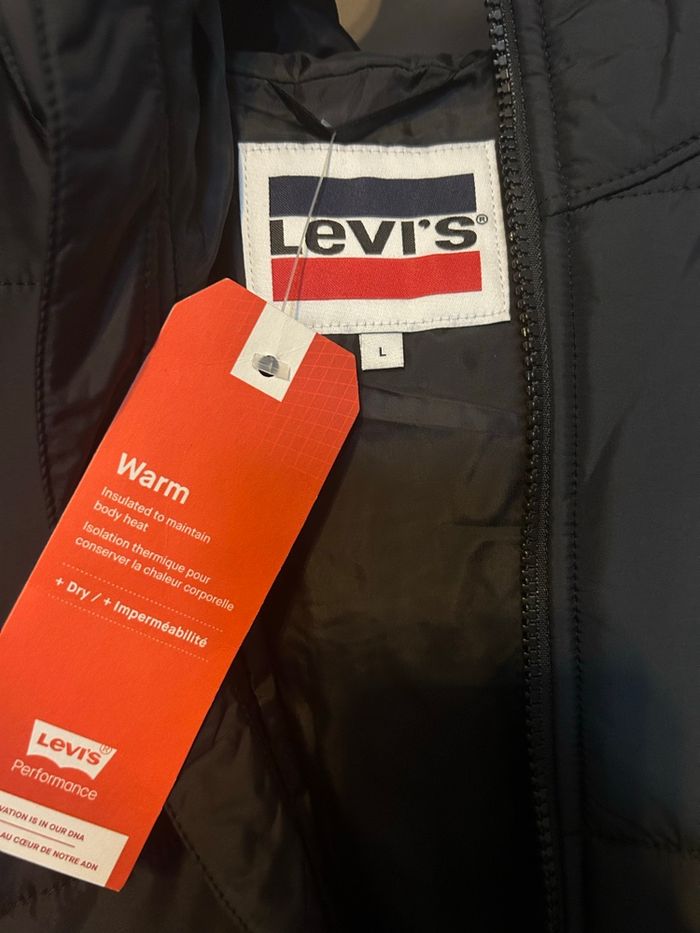 Levi's®
L
Warm
Insulated to maintain
body heat
Isolation thermique pour
conserver la chaleur corporelle
+ Dry / + Imperméabilité
Levi's®
Performance
IS IN OUR DNA
AU CŒUR DE NOTRE ADN